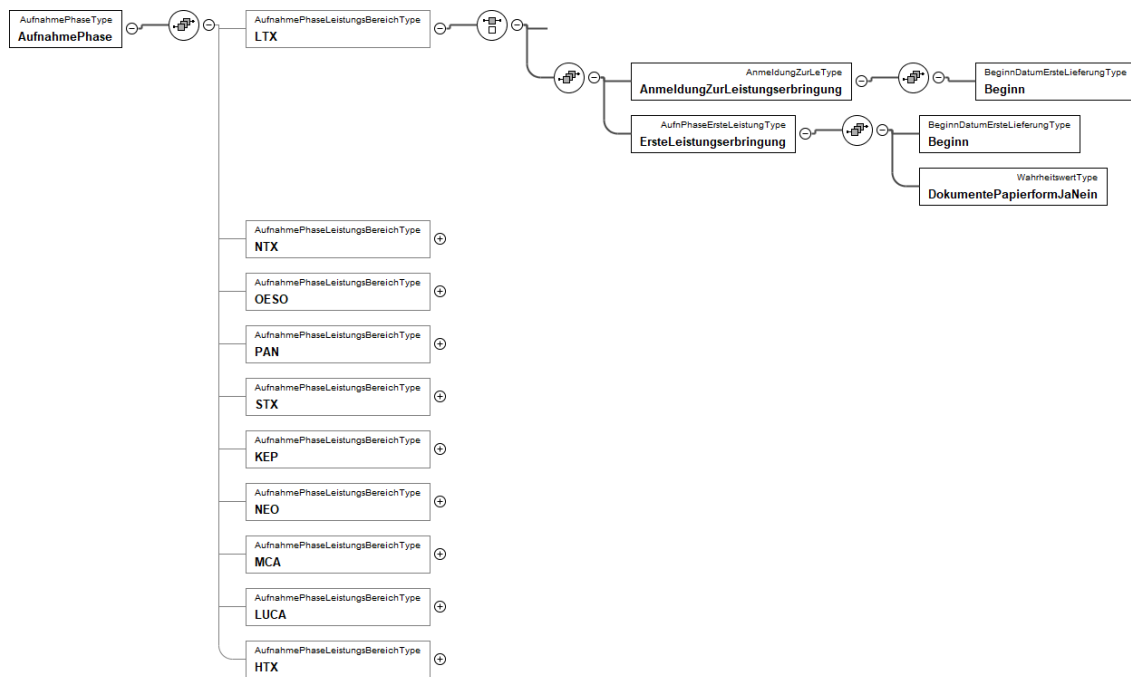 AufnahmePhaseType
AufnahmePhase
AufnahmePhaseLeistungsBereichType
LTX
AnmeldungZurLeType
AnmeldungZurLeistungserbringung
BeginnDatumErsteLieferungType
Beginn
AufnPhaseErsteLeistungType
ErsteLeistungserbringung
BeginnDatumErsteLieferungType
Beginn
WahrheitswertType
DokumentePapierformJaNein
AufnahmePhaseLeistungsBereichType
NTX
AufnahmePhaseLeistungsBereichType
OESO
AufnahmePhaseLeistungsBereichType
PAN
AufnahmePhaseLeistungsBereichType
STX
AufnahmePhaseLeistungsBereichType
KEP
AufnahmePhaseLeistungsBereichType
NEO
AufnahmePhaseLeistungsBereichType
MCA
AufnahmePhaseLeistungsBereichType
LUCA
AufnahmePhaseLeistungsBereichType
HTX